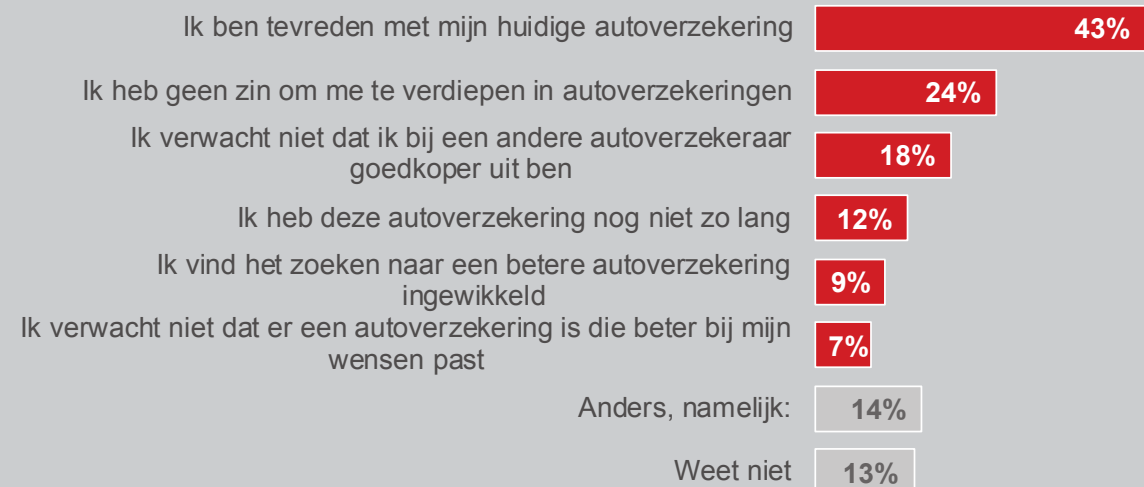 Ik ben tevreden met mijn huidige autoverzekering 43%
Ik heb geen zin om me te verdiepen in autoverzekeringen 24%
Ik verwacht niet dat ik bij een andere autoverzekeraar
goedkoper uit ben 18%
Ik heb deze autoverzekering nog niet zo lang 12%
Ik vind het zoeken naar een betere autoverzekering
ingewikkeld 9%
Ik verwacht niet dat er een autoverzekering is die beter bij mijn
wensen past 7%
Anders, namelijk: 14%
Weet niet 13%